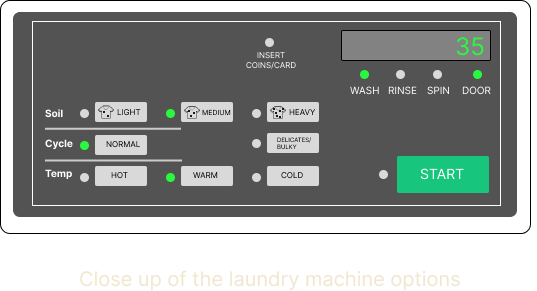 35
INSERT
COINS/CARD
WASH RINSE SPIN DOOR
Soil LIGHT MEDIUM HEAVY
Cycle NORMAL DELICATES/
BULKY
Temp HOT WARM COLD
START
Close up of the laundry machine options